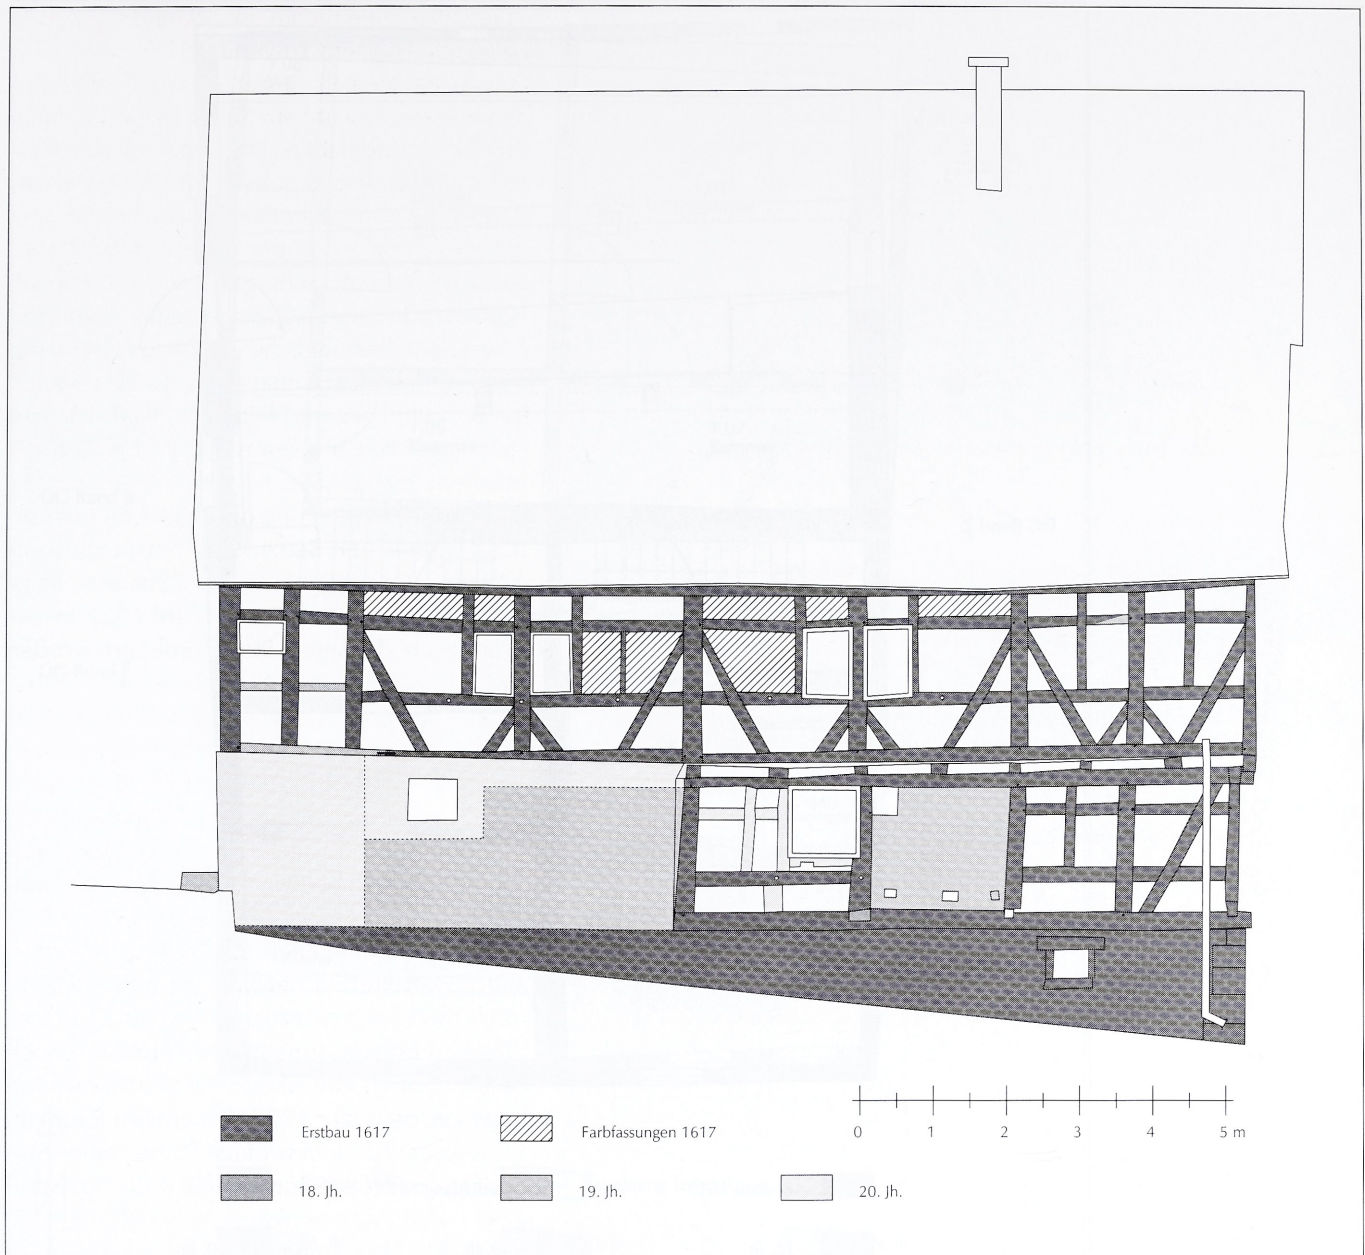 Erstbau 1617
Farbfassungen 1617
0 1 2 3 4 5 m
18. Jh.
19. Jh.
20. Jh.